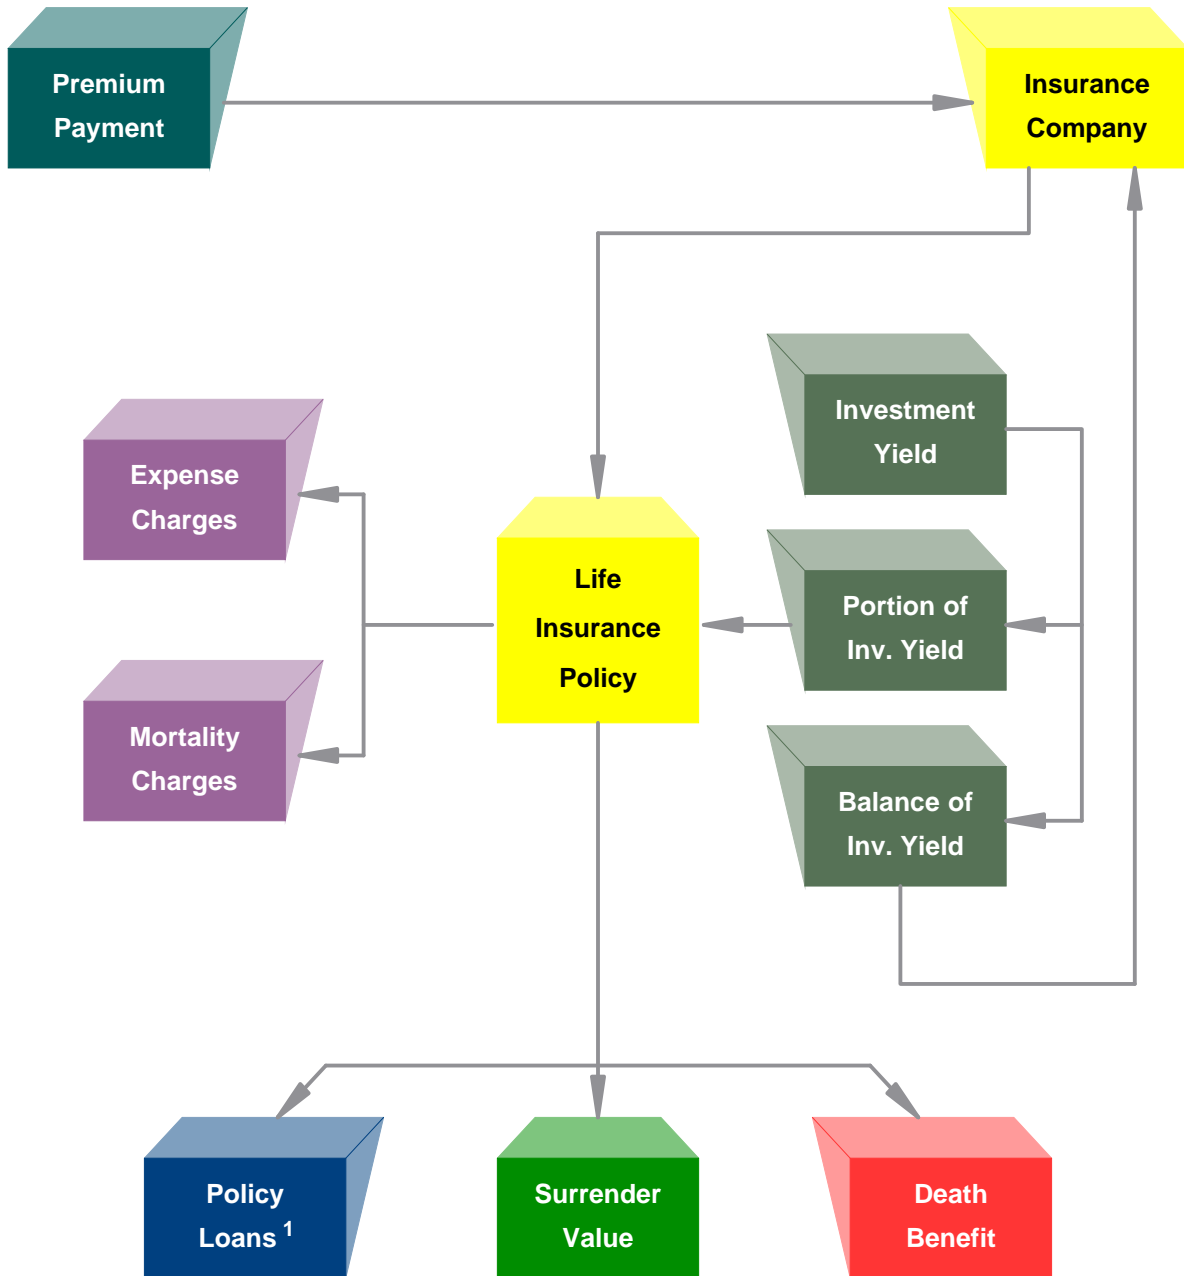 Premium
Payment
Insurance
Company
Investment
Yield
Expense
Charges
Life
Insurance
Policy
Portion of
Inv. Yield
Mortality
Charges
Balance of
Inv. Yield
Policy
Loans 1
Surrender
Value
Death
Benefit